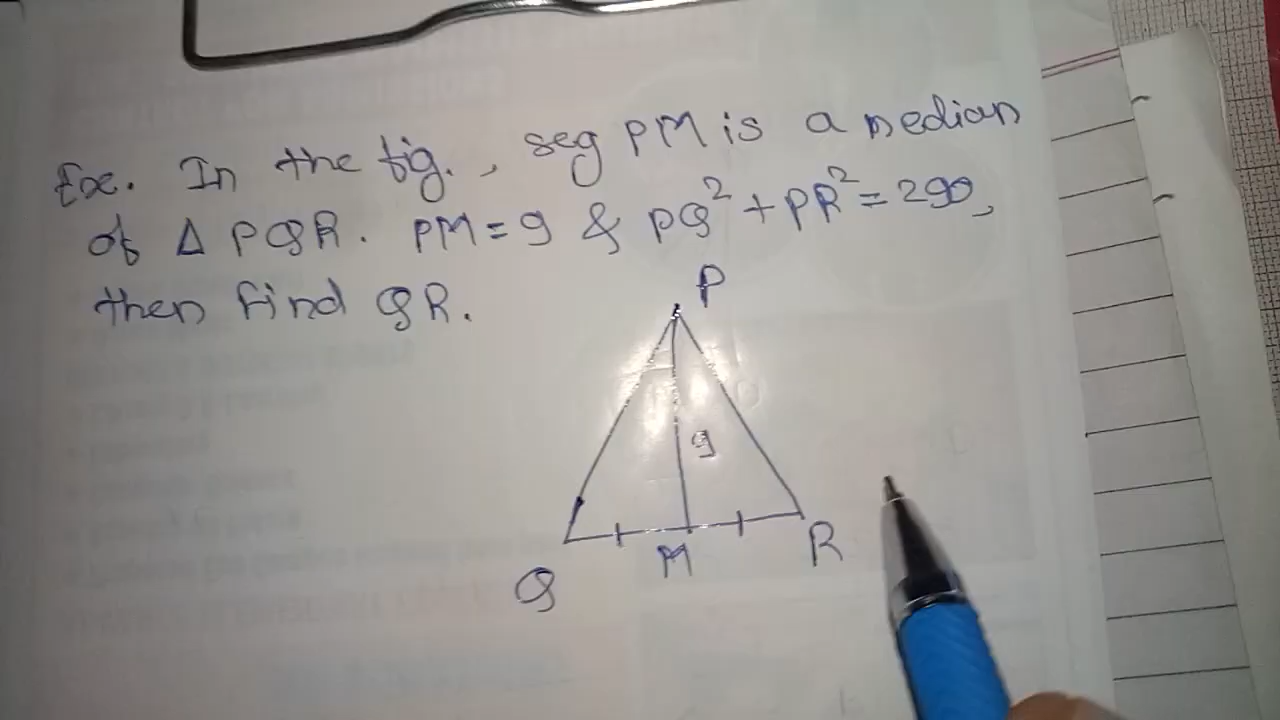 Ex. In the fig., seg PM is a median
of Δ PQR. PM = 9 & PQ² + PR² = 290,
then find QR.
P
9
Q
M
R